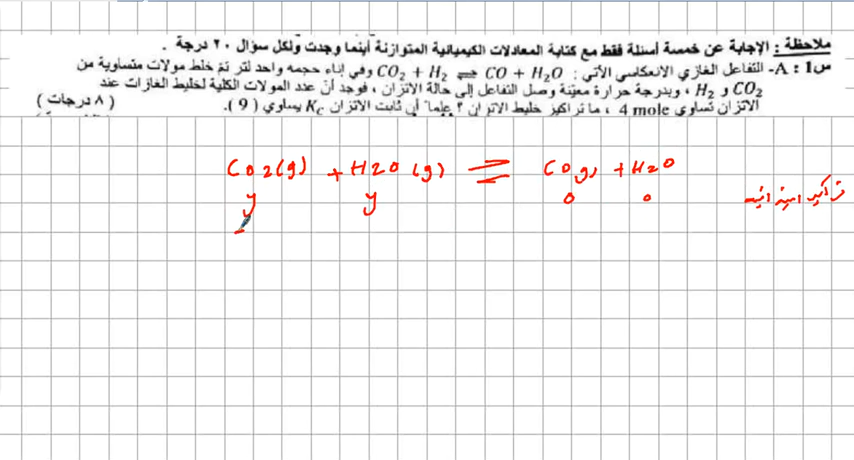 ملاحظة : الإجابة عن خمسة أسئلة فقط مع كتابة المعادلات الكيميائية المتوازنة أينما وجدت ولكل سؤال ٢٠ درجة .
س1 : A- التفاعل الغازي الانعكاسي الآتي : CO₂ + H₂ ⇌ CO + H₂O وفي إناء حجمه واحد لتر تم خلط مولات متساوية من
CO₂ و H₂ ، وبدرجة حرارة معيّنة وصل التفاعل إلى حالة الاتزان ، فوجد أنّ عدد المولات الكلية لخليط الغازات عند
الاتزان تساوي 4 mole ، ما تراكيز خليط الاتزان ؟ علماً أن ثابت الاتزان Kc يساوي ( 9 ). ( ٨ درجات )
CO2(g) + H2O(g) ⇌ CO(g) + H2O
y y 0 0